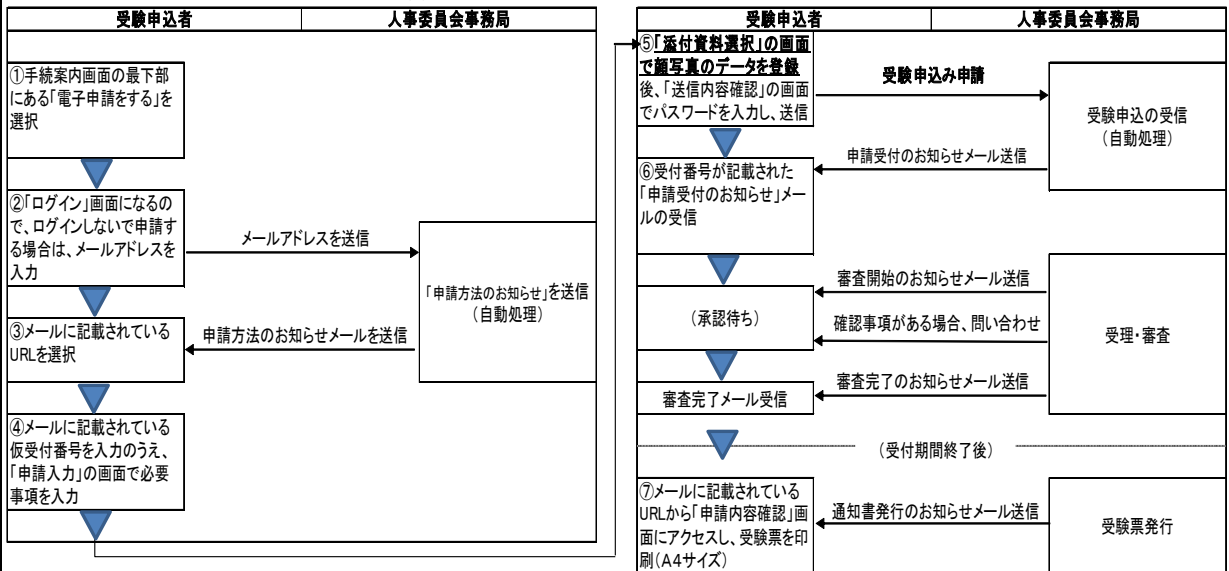 受験申込者
人事委員会事務局
①手続案内画面の最下部
にある「電子申請をする」を
選択
②「ログイン」画面になるの
で、ログインしないで申請す
る場合は、メールアドレスを
入力
メールアドレスを送信
「申請方法のお知らせ」を送信
（自動処理）
③メールに記載されている
URLを選択
申請方法のお知らせメールを送信
④メールに記載されている
仮受付番号を入力のうえ、
「申請入力」の画面で必要
事項を入力
受験申込者
人事委員会事務局
⑤「添付資料選択」の画面
で顔写真のデータを登録
後、「送信内容確認」の画面
でパスワードを入力し、送信
受験申込み申請
受験申込の受信
（自動処理）
申請受付のお知らせメール送信
⑥受付番号が記載された
「申請受付のお知らせ」メー
ルの受信
審査開始のお知らせメール送信
（承認待ち）
確認事項がある場合、問い合わせ
受理・審査
審査完了のお知らせメール送信
審査完了メール受信
（受付期間終了後）
⑦メールに記載されている
URLから「申請内容確認」画
面にアクセスし、受験票を印
刷（A4サイズ）
通知書発行のお知らせメール送信
受験票発行